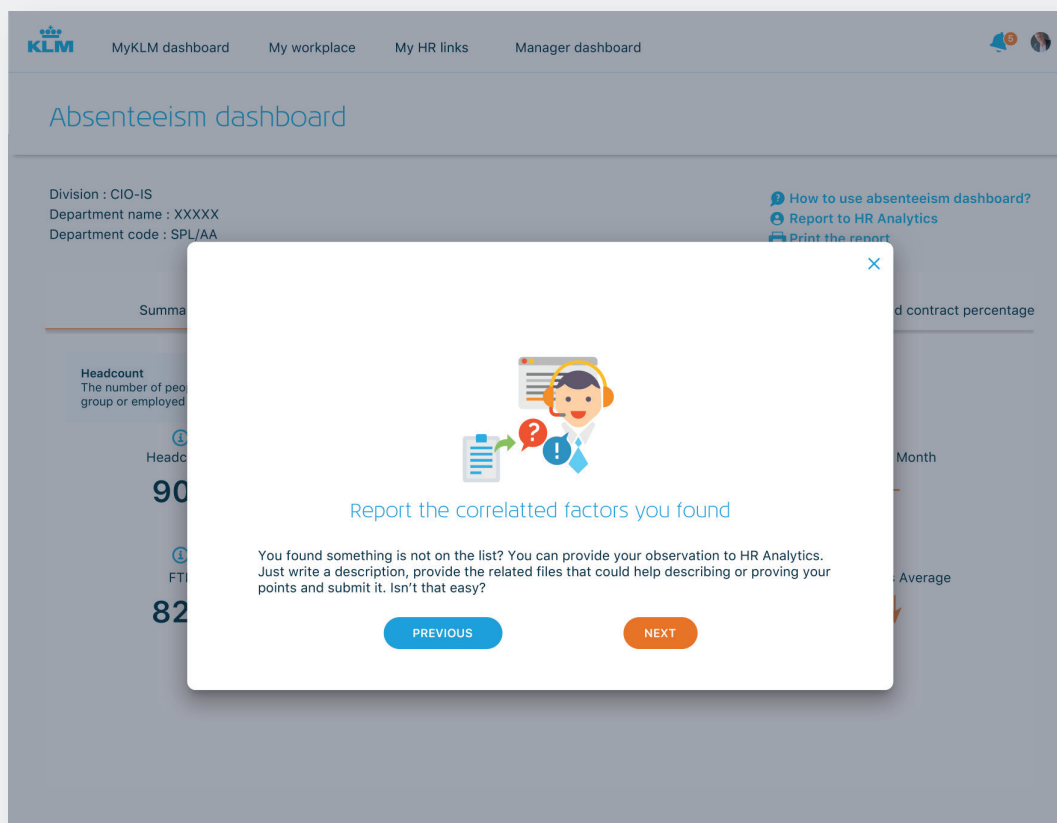 KLM
MyKLM dashboard My workplace My HR links Manager dashboard
5
Absenteeism dashboard
Division : CIO-IS
Department name : XXXXX
Department code : SPL/AA
How to use absenteeism dashboard?
Report to HR Analytics
Print the report
Summa
d contract percentage
Headcount
The number of peo
group or employed
Headc
90
Month
FT
82
Average
Report the correlatted factors you found
You found something is not on the list? You can provide your observation to HR Analytics.
Just write a description, provide the related files that could help describing or proving your
points and submit it. Isn't that easy?
PREVIOUS NEXT